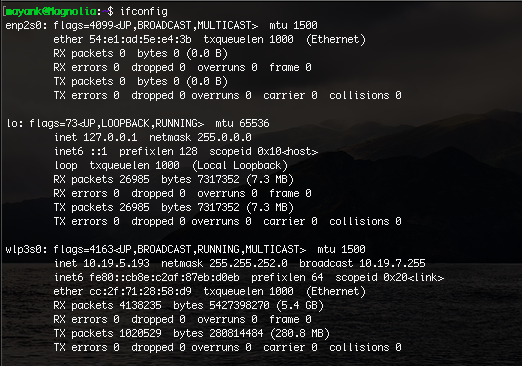 [mayank@Magnolia:~$ ifconfig
enp2s0: flags=4099<UP,BROADCAST,MULTICAST>  mtu 1500
        ether 54:e1:ad:5e:e4:3b  txqueuelen 1000  (Ethernet)
        RX packets 0  bytes 0 (0.0 B)
        RX errors 0  dropped 0  overruns 0  frame 0
        TX packets 0  bytes 0 (0.0 B)
        TX errors 0  dropped 0 overruns 0  carrier 0  collisions 0

lo: flags=73<UP,LOOPBACK,RUNNING>  mtu 65536
        inet 127.0.0.1  netmask 255.0.0.0
        inet6 ::1  prefixlen 128  scopeid 0x10<host>
        loop  txqueuelen 1000  (Local Loopback)
        RX packets 26985  bytes 7317352 (7.3 MB)
        RX errors 0  dropped 0  overruns 0  frame 0
        TX packets 26985  bytes 7317352 (7.3 MB)
        TX errors 0  dropped 0 overruns 0  carrier 0  collisions 0

wlp3s0: flags=4163<UP,BROADCAST,RUNNING,MULTICAST>  mtu 1500
        inet 10.19.5.193  netmask 255.255.252.0  broadcast 10.19.7.255
        inet6 fe80::cb8e:c2af:87eb:d0eb  prefixlen 64  scopeid 0x20<link>
        ether cc:2f:71:28:58:d9  txqueuelen 1000  (Ethernet)
        RX packets 4138235  bytes 5427398270 (5.4 GB)
        RX errors 0  dropped 0  overruns 0  frame 0
        TX packets 1020529  bytes 280814484 (280.8 MB)
        TX errors 0  dropped 0 overruns 0  carrier 0  collisions 0